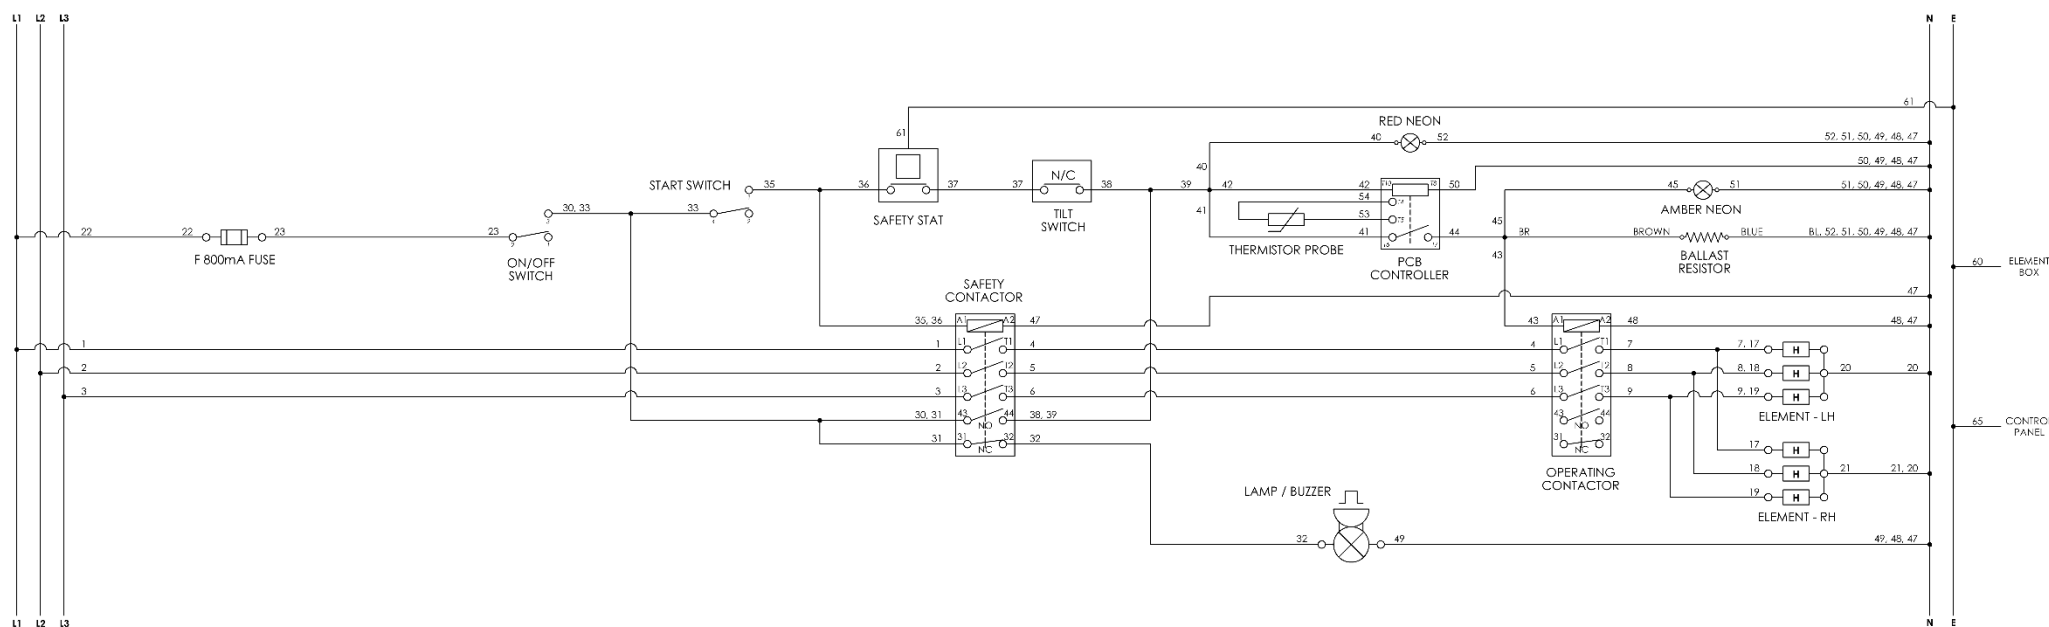 L1 L2 L3 N E
61
61
RED NEON
40 52 52, 51, 50, 49, 48, 47
N/C
40 50, 49, 48, 47
START SWITCH 35 36 37 37 38 39 42 42 50 45 51 51, 50, 49, 48, 47
54
30, 33 33 41 53 AMBER NEON
SAFETY STAT TILT SWITCH 45
22 22 23 23 THERMISTOR PROBE 41 44 BR BROWN BLUE BL, 52, 51, 50, 49, 48, 47
F 800mA FUSE ON/OFF SWITCH PCB CONTROLLER 43 BALLAST RESISTOR
60 ELEMENT BOX
SAFETY CONTACTOR
47
35, 36 A1 A2 47 43 A1 A2 48 48, 47
1 1 L1 T1 4 4 L1 T1 7 7, 17 H
2 2 L2 T2 5 5 L2 T2 8 8, 18 H 20 20
3 3 L3 T3 6 6 L3 T3 9 9, 19 H
30, 31 43 44 38, 39 43 44 ELEMENT - LH
NO NO 65 CONTRO
PANEL
31 31 32 32 31 32
NC NC 17 H
OPERATING CONTACTOR 18 H 21 21, 20
LAMP / BUZZER 19 H
ELEMENT - RH
32 49 49, 48, 47
L1 L2 L3 N E